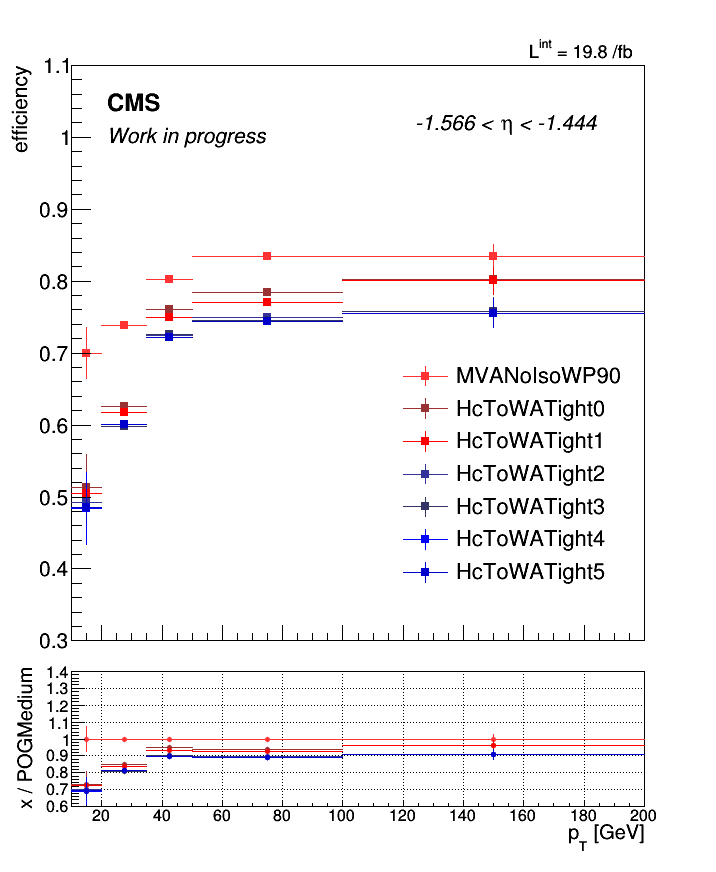 L^int = 19.8 /fb
efficiency
1.1
CMS
-1.566 < η < -1.444
Work in progress
1
0.9
0.8
0.7
MVANoIsoWP90
HcToWATight0
0.6
HcToWATight1
HcToWATight2
0.5
HcToWATight3
HcToWATight4
0.4
HcToWATight5
0.3
x / POGMedium
1.4
1.3
1.2
1.1
1
0.9
0.8
0.7
0.6
20 40 60 80 100 120 140 160 180 200
p_T [GeV]